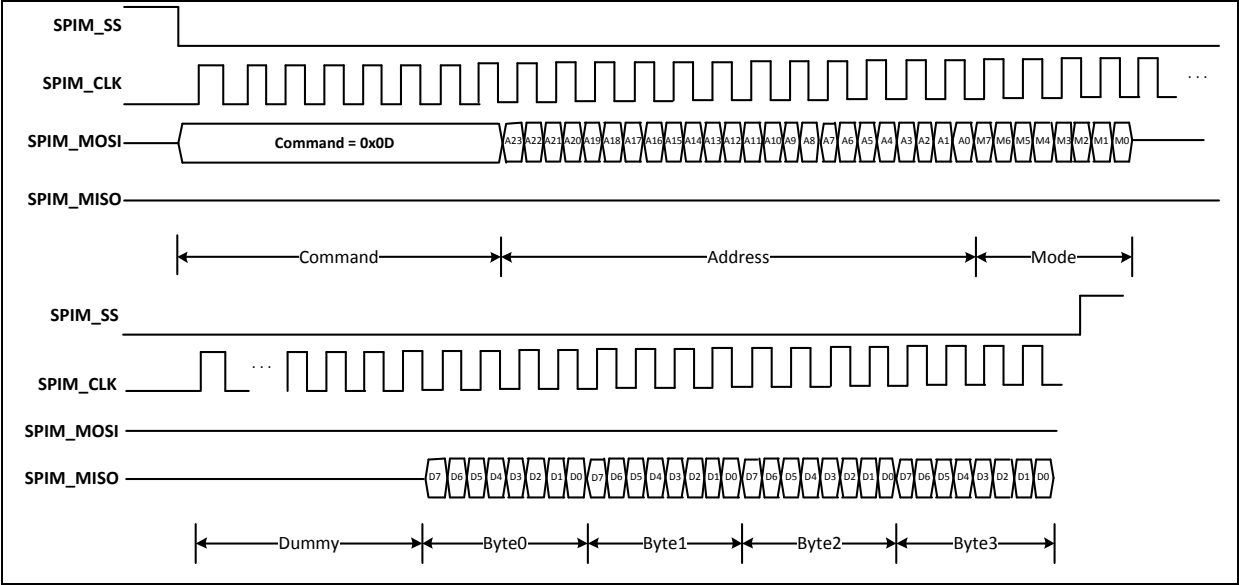 SPIM_SS
SPIM_CLK
. . .
SPIM_MOSI Command = 0x0D A23 A22 A21 A20 A19 A18 A17 A16 A15 A14 A13 A12 A11 A10 A9 A8 A7 A6 A5 A4 A3 A2 A1 A0 M7 M6 M5 M4 M3 M2 M1 M0
SPIM_MISO
Command Address Mode
SPIM_SS
. . .
SPIM_CLK
SPIM_MOSI
SPIM_MISO D7 D6 D5 D4 D3 D2 D1 D0 D7 D6 D5 D4 D3 D2 D1 D0 D7 D6 D5 D4 D3 D2 D1 D0 D7 D6 D5 D4 D3 D2 D1 D0
Dummy Byte0 Byte1 Byte2 Byte3